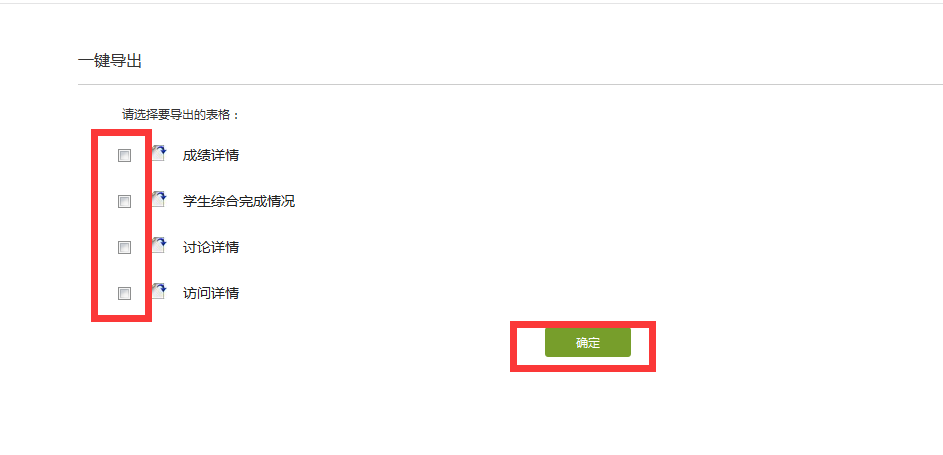 一键导出
请选择要导出的表格：
成绩详情
学生综合完成情况
讨论详情
访问详情
确定